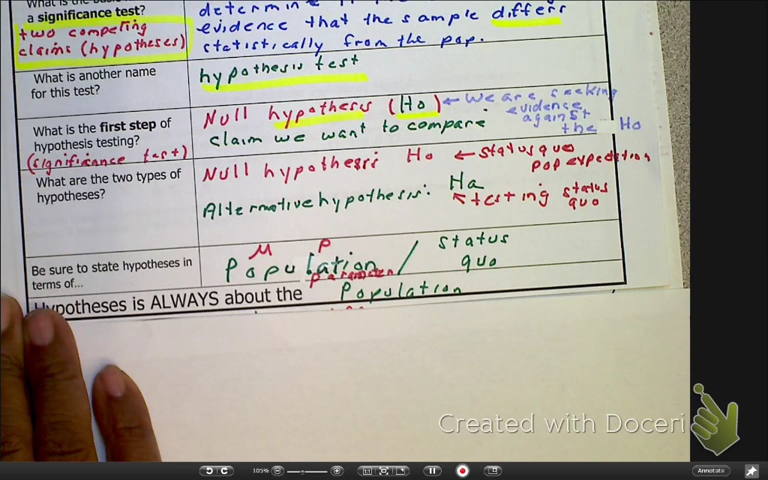 What is the
a significance test?
two competing
claims (hypotheses)
determine
evidence that the sample differs
statistically from the pop.
What is another name
for this test?
hypothesis test
What is the first step of
hypothesis testing?
(significance test)
Null hypothesis (Ho) ← We are seeking
evidence
against
the Ho
claim we want to compare
What are the two types of
hypotheses?
Null hypothesis Ho ← status quo
pop expectation
Alternative hypothesis: Ha
← testing status
quo
Be sure to state hypotheses in
terms of...
μ p
Population / status
quo
parameter
Hypotheses is ALWAYS about the Population
Created with Doceri
105%
Annotate